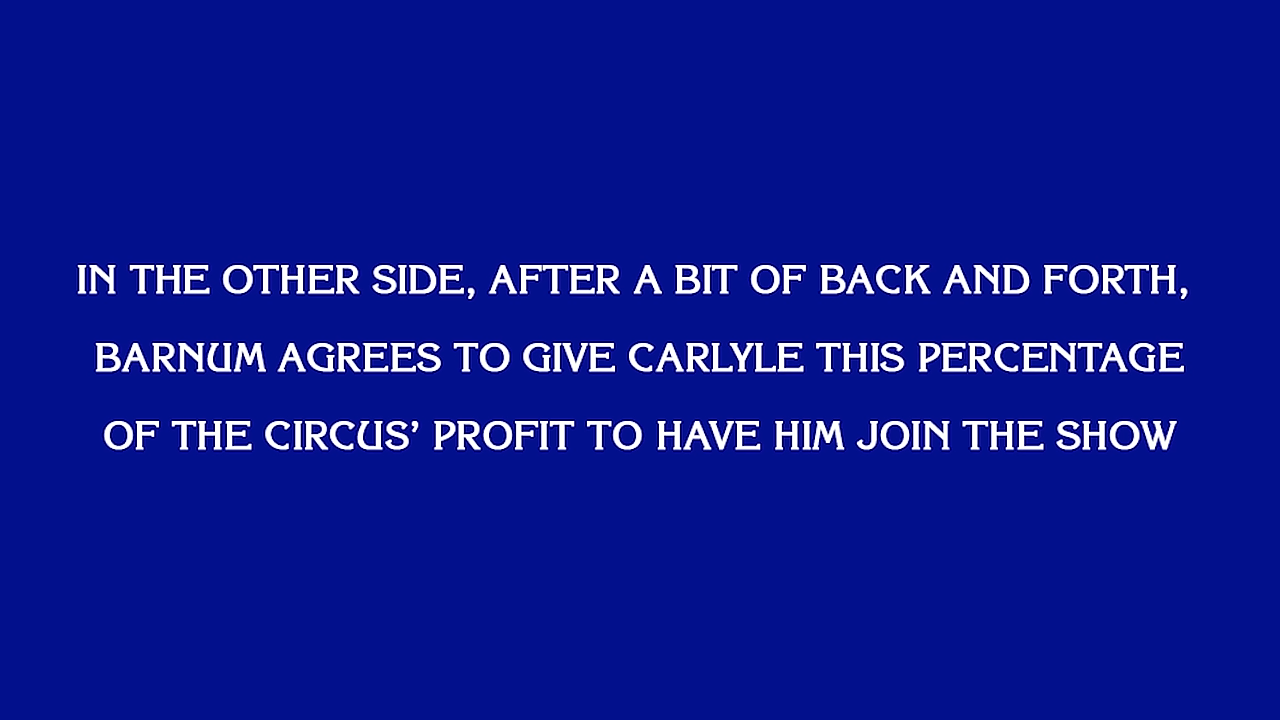 IN THE OTHER SIDE, AFTER A BIT OF BACK AND FORTH,
BARNUM AGREES TO GIVE CARLYLE THIS PERCENTAGE
OF THE CIRCUS’ PROFIT TO HAVE HIM JOIN THE SHOW